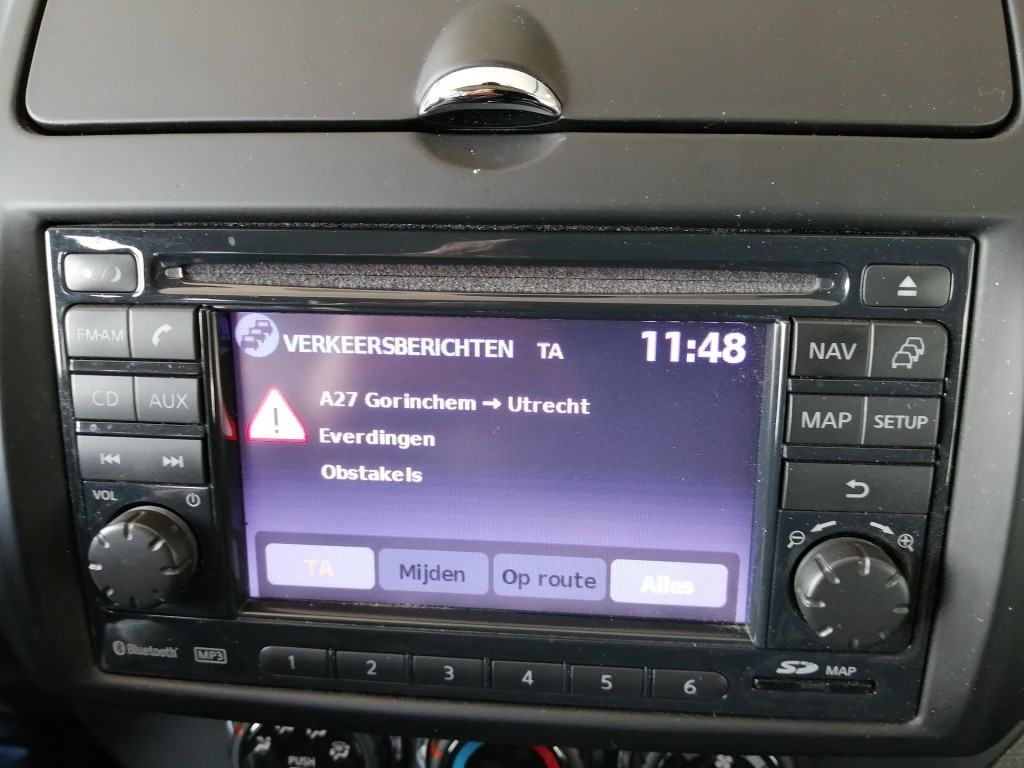 FM·AM
CD AUX
VOL
VERKEERSBERICHTEN TA 11:48
A27 Gorinchem → Utrecht
Everdingen
Obstakels
TA Mijden Op route Alles
NAV
MAP SETUP
Bluetooth MP3
1 2 3 4 5 6
SD MAP
PUSH